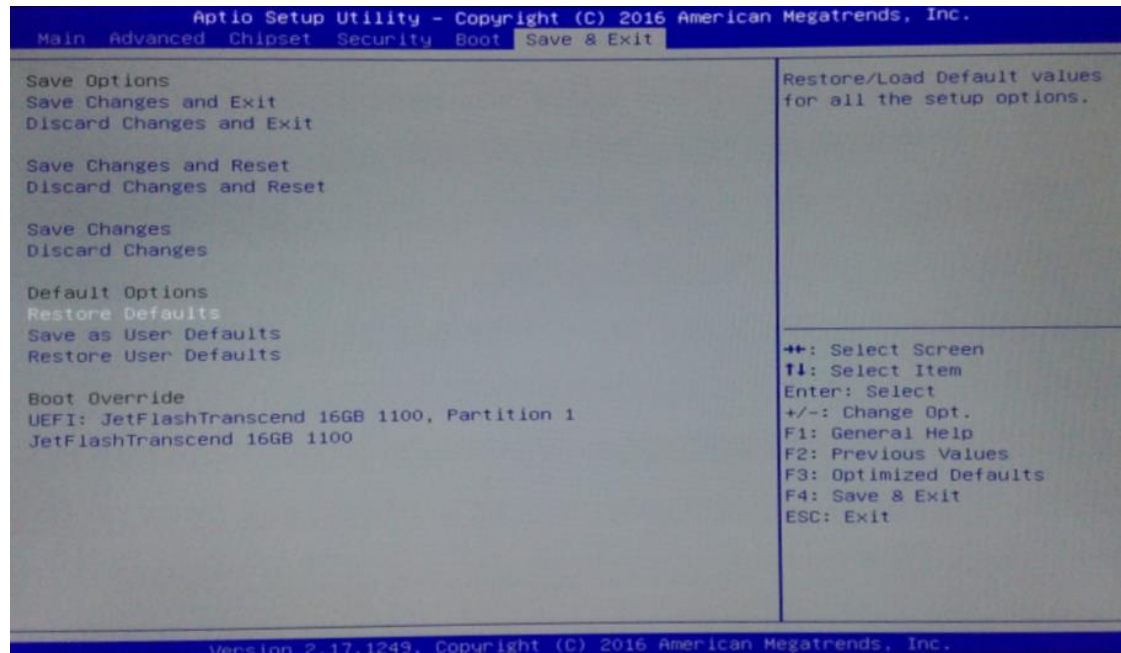 Aptio Setup Utility – Copyright (C) 2016 American Megatrends, Inc.
Main Advanced Chipset Security Boot Save & Exit
Save Options
Save Changes and Exit
Discard Changes and Exit
Save Changes and Reset
Discard Changes and Reset
Save Changes
Discard Changes
Default Options
Restore Defaults
Save as User Defaults
Restore User Defaults
Boot Override
UEFI: JetFlashTranscend 16GB 1100, Partition 1
JetFlashTranscend 16GB 1100
Restore/Load Default values
for all the setup options.
→←: Select Screen
↑↓: Select Item
Enter: Select
+/-: Change Opt.
F1: General Help
F2: Previous Values
F3: Optimized Defaults
F4: Save & Exit
ESC: Exit
Version 2.17.1249. Copyright (C) 2016 American Megatrends, Inc.